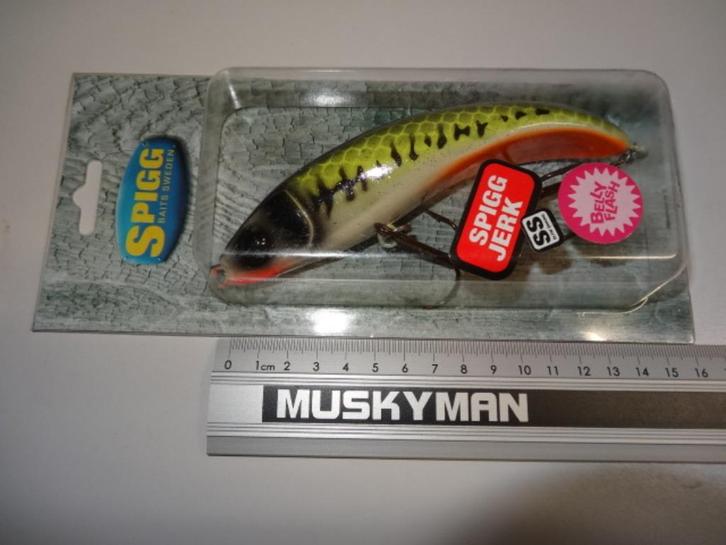 SPIGG
BAITS SWEDEN
SPIGG
JERK
SS
BELLY
FLASH
0 1cm 2 3 4 5 6 7 8 9 10 11 12 13 14 15 16
MUSKYMAN